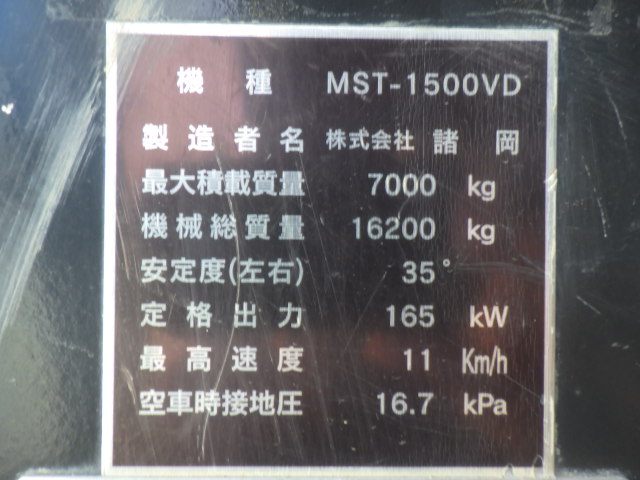 機種 MST-1500VD
製造者名 株式会社 諸岡
最大積載質量 7000 kg
機械総質量 16200 kg
安定度(左右) 35°
定格出力 165 kW
最高速度 11 Km/h
空車時接地圧 16.7 kPa